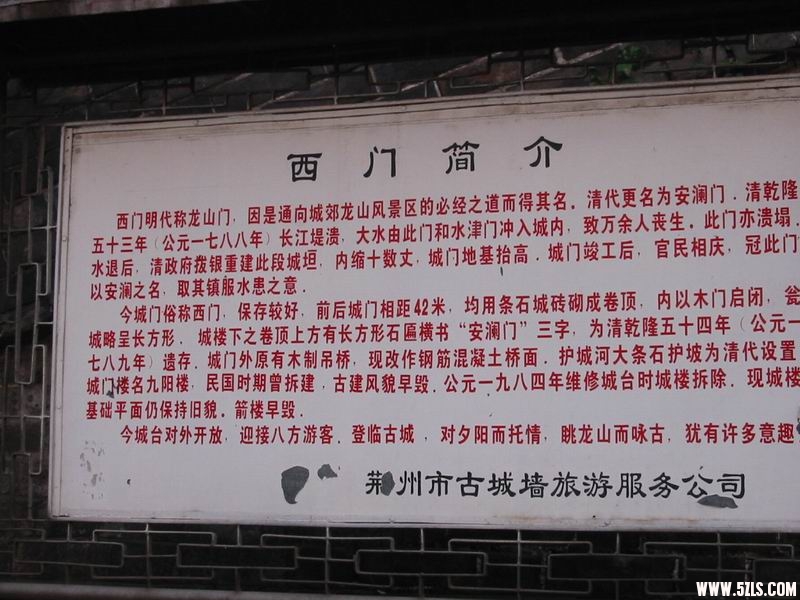 西门简介
西门明代称龙山门，因是通向城郊龙山风景区的必经之道而得其名．清代更名为安澜门．清乾隆
五十三年（公元一七八八年）长江堤溃，大水由此门和水津门冲入城内，致万余人丧生．此门亦溃塌．
水退后，清政府拨银重建此段城垣，内缩十数丈，城门地基抬高．城门竣工后，官民相庆，冠此门
以安澜之名，取其镇服水患之意．
今城门俗称西门，保存较好，前后城门相距42米，均用条石城砖砌成卷顶，内以木门启闭，瓮
城略呈长方形．城楼下之卷顶上方有长方形石匾横书“安澜门”三字，为清乾隆五十四年（公元一
七八九年）遗存．城门外原有木制吊桥，现改作钢筋混凝土桥面．护城河大条石护坡为清代设置
城门楼名九阳楼，民国时期曾拆建，古建风貌早毁．公元一九八四年维修城台时城楼拆除．现城楼
基础平面仍保持旧貌．箭楼早毁．
今城台对外开放，迎接八方游客．登临古城，对夕阳而托情，眺龙山而咏古，犹有许多意趣
荆州市古城墙旅游服务公司
WWW.5ZLS.COM